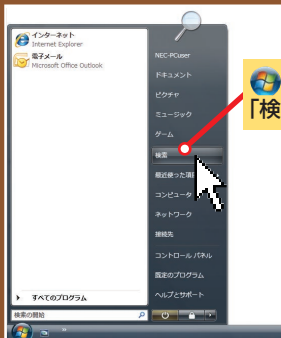 インターネット
Internet Explorer
電子メール
Microsoft Office Outlook
すべてのプログラム
検索の開始
NEC-PCuser
ドキュメント
ピクチャ
ミュージック
ゲーム
検索
最近使った項
コンピュータ
ネットワーク
接続先
コントロール パネル
既定のプログラム
ヘルプとサポート
「検